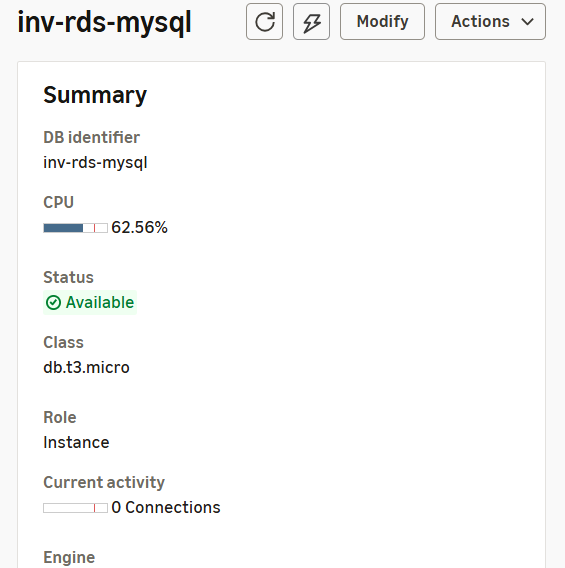 inv-rds-mysql
Modify
Actions
Summary
DB identifier
inv-rds-mysql
CPU
62.56%
Status
Available
Class
db.t3.micro
Role
Instance
Current activity
0 Connections
Engine